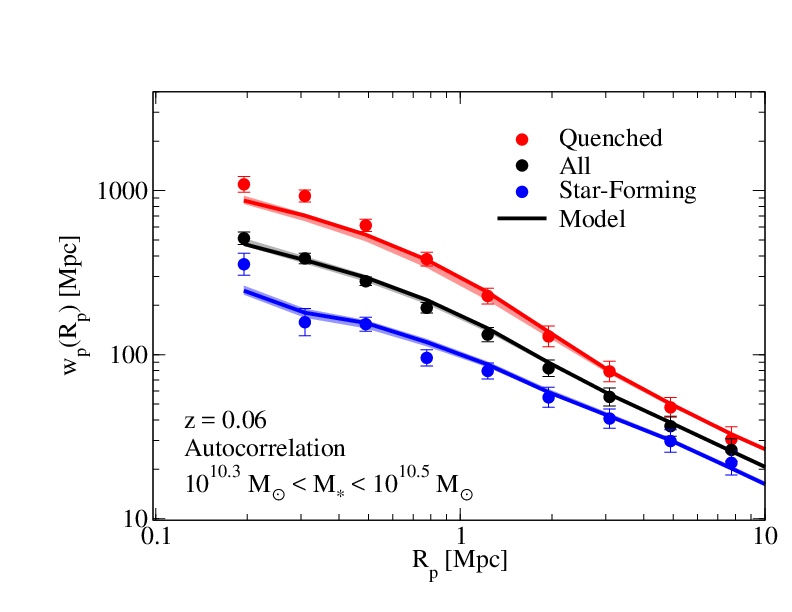 Quenched
All
Star-Forming
Model
1000
100
10
w_p(R_p) [Mpc]
z = 0.06
Autocorrelation
10^10.3 M_⊙ < M_* < 10^10.5 M_⊙
0.1
1
10
R_p [Mpc]